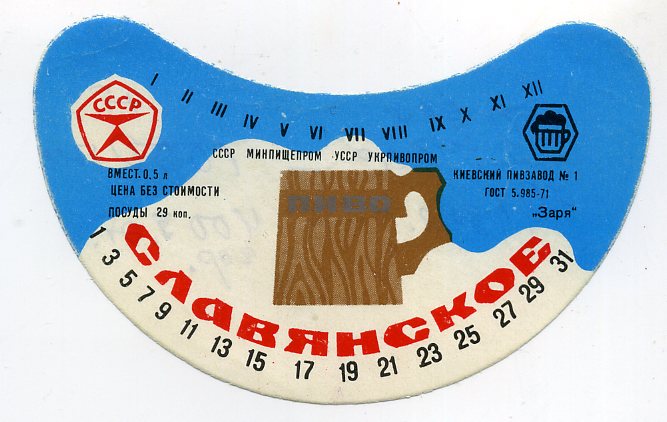 I II III IV V VI VII VIII IX X XI XII
СССР
СССР МИНПИЩЕПРОМ УССР УКРПИВОПРОМ
ВМЕСТ. 0,5 л
ЦЕНА БЕЗ СТОИМОСТИ
ПОСУДЫ 29 коп.
КИЕВСКИЙ ПИВЗАВОД № 1
ГОСТ 5.985-71
„Заря"
ПИВО
СЛАВЯНСКОЕ
1 3 5 7 9 11 13 15 17 19 21 23 25 27 29 31